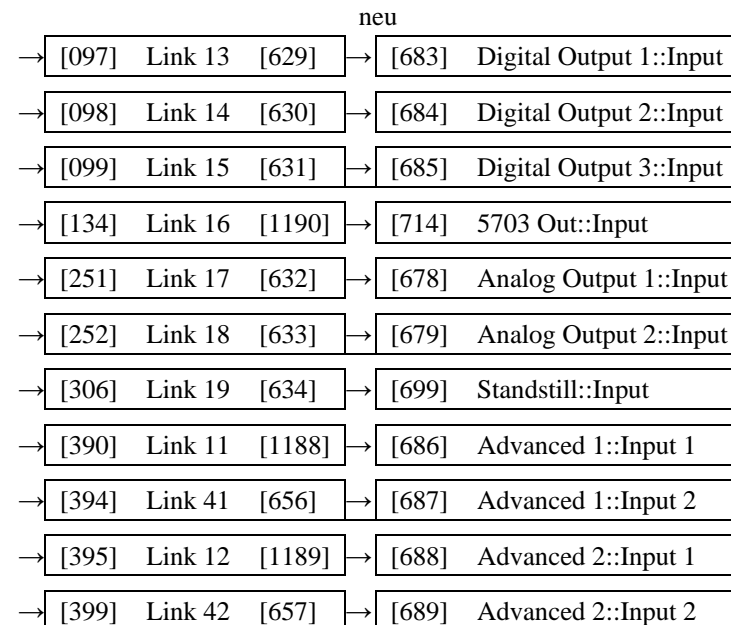 neu
→ [097] Link 13 [629] → [683] Digital Output 1::Input
→ [098] Link 14 [630] → [684] Digital Output 2::Input
→ [099] Link 15 [631] → [685] Digital Output 3::Input
→ [134] Link 16 [1190] → [714] 5703 Out::Input
→ [251] Link 17 [632] → [678] Analog Output 1::Input
→ [252] Link 18 [633] → [679] Analog Output 2::Input
→ [306] Link 19 [634] → [699] Standstill::Input
→ [390] Link 11 [1188] → [686] Advanced 1::Input 1
→ [394] Link 41 [656] → [687] Advanced 1::Input 2
→ [395] Link 12 [1189] → [688] Advanced 2::Input 1
→ [399] Link 42 [657] → [689] Advanced 2::Input 2